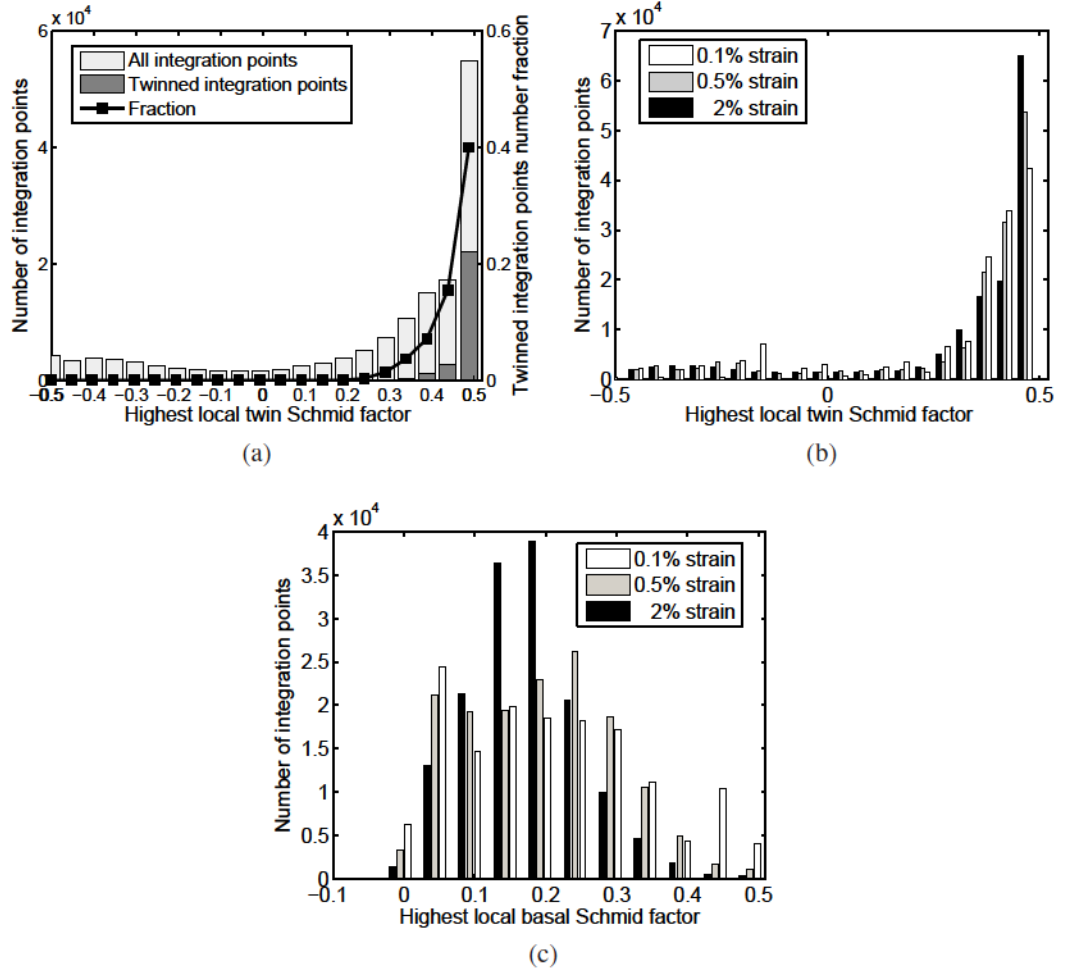 x 10⁴
All integration points
Twinned integration points
Fraction
6
4
2
0
0.6
0.4
0.2
0
Number of integration points
Twinned integration points number fraction
−0.5 −0.4 −0.3 −0.2 −0.1 0 0.1 0.2 0.3 0.4 0.5
Highest local twin Schmid factor
(a)
x 10⁴
0.1% strain
0.5% strain
2% strain
7
6
5
4
3
2
1
0
Number of integration points
−0.5 0 0.5
Highest local twin Schmid factor
(b)
x 10⁴
0.1% strain
0.5% strain
2% strain
4
3.5
3
2.5
2
1.5
1
0.5
0
Number of integration points
−0.1 0 0.1 0.2 0.3 0.4 0.5
Highest local basal Schmid factor
(c)